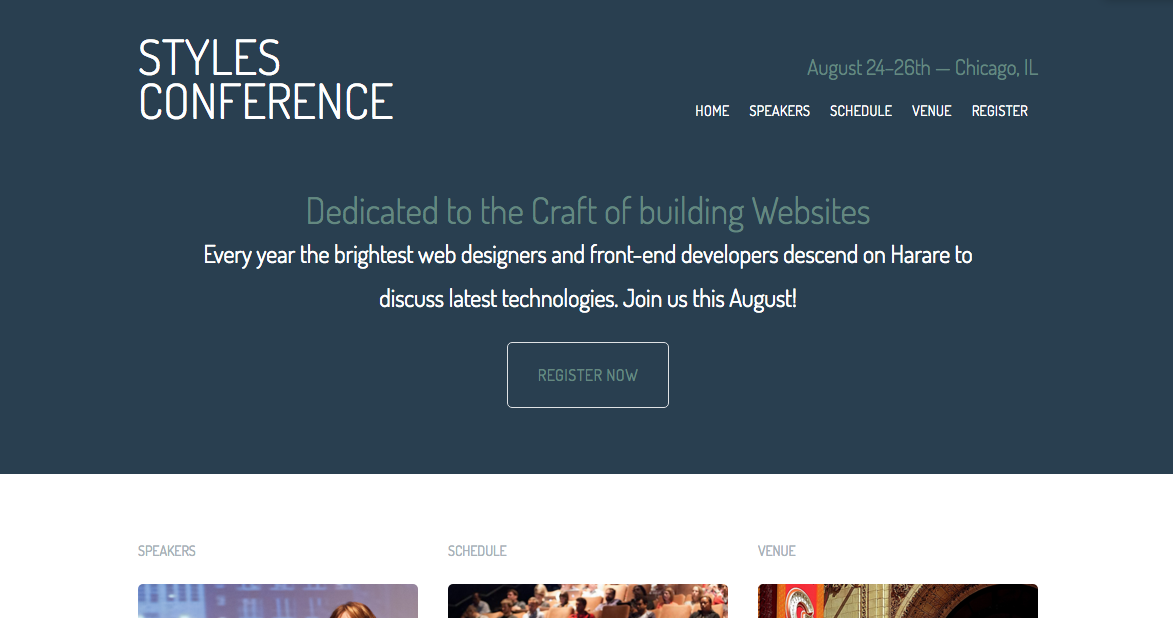 STYLES
CONFERENCE
August 24–26th — Chicago, IL
HOME SPEAKERS SCHEDULE VENUE REGISTER
Dedicated to the Craft of building Websites
Every year the brightest web designers and front-end developers descend on Harare to
discuss latest technologies. Join us this August!
REGISTER NOW
SPEAKERS SCHEDULE VENUE